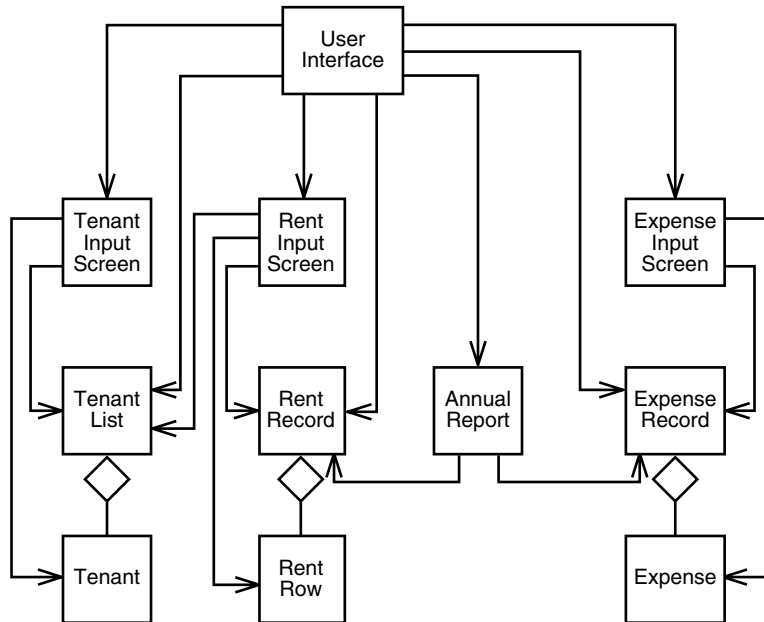 User
Interface
Tenant
Input
Screen
Rent
Input
Screen
Expense
Input
Screen
Tenant
List
Rent
Record
Annual
Report
Expense
Record
Tenant
Rent
Row
Expense